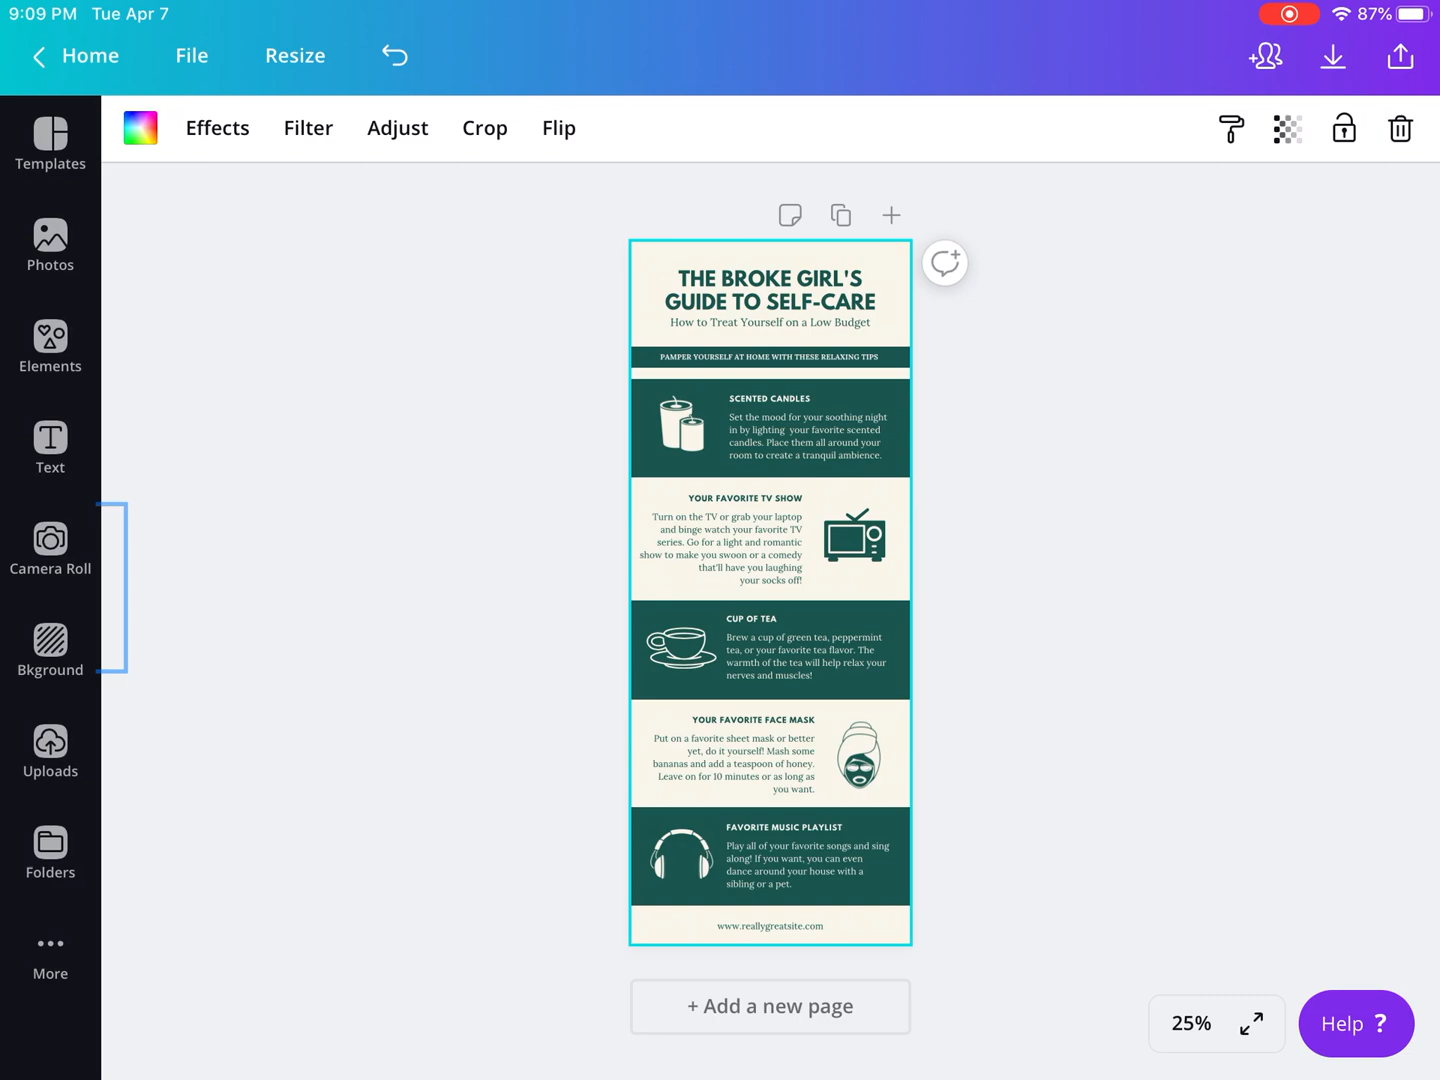 9:09 PM Tue Apr 7
87%
Home File Resize
Effects Filter Adjust Crop Flip
Templates
Photos
Elements
Text
Camera Roll
Bkground
Uploads
Folders
More
THE BROKE GIRL'S
GUIDE TO SELF-CARE
How to Treat Yourself on a Low Budget
PAMPER YOURSELF AT HOME WITH THESE RELAXING TIPS
SCENTED CANDLES
Set the mood for your soothing night
in by lighting your favorite scented
candles. Place them all around your
room to create a tranquil ambience.
YOUR FAVORITE TV SHOW
Turn on the TV or grab your laptop
and binge watch your favorite TV
series. Go for a light and romantic
show to make you swoon or a comedy
that'll have you laughing
your socks off!
CUP OF TEA
Brew a cup of green tea, peppermint
tea, or your favorite tea flavor. The
warmth of the tea will help relax your
nerves and muscles!
YOUR FAVORITE FACE MASK
Put on a favorite sheet mask or better
yet, do it yourself! Mash some
bananas and add a teaspoon of honey.
Leave on for 10 minutes or as long as
you want.
FAVORITE MUSIC PLAYLIST
Play all of your favorite songs and sing
along! If you want, you can even
dance around your house with a
sibling or a pet.
www.reallygreatsite.com
+ Add a new page
25%
Help ?